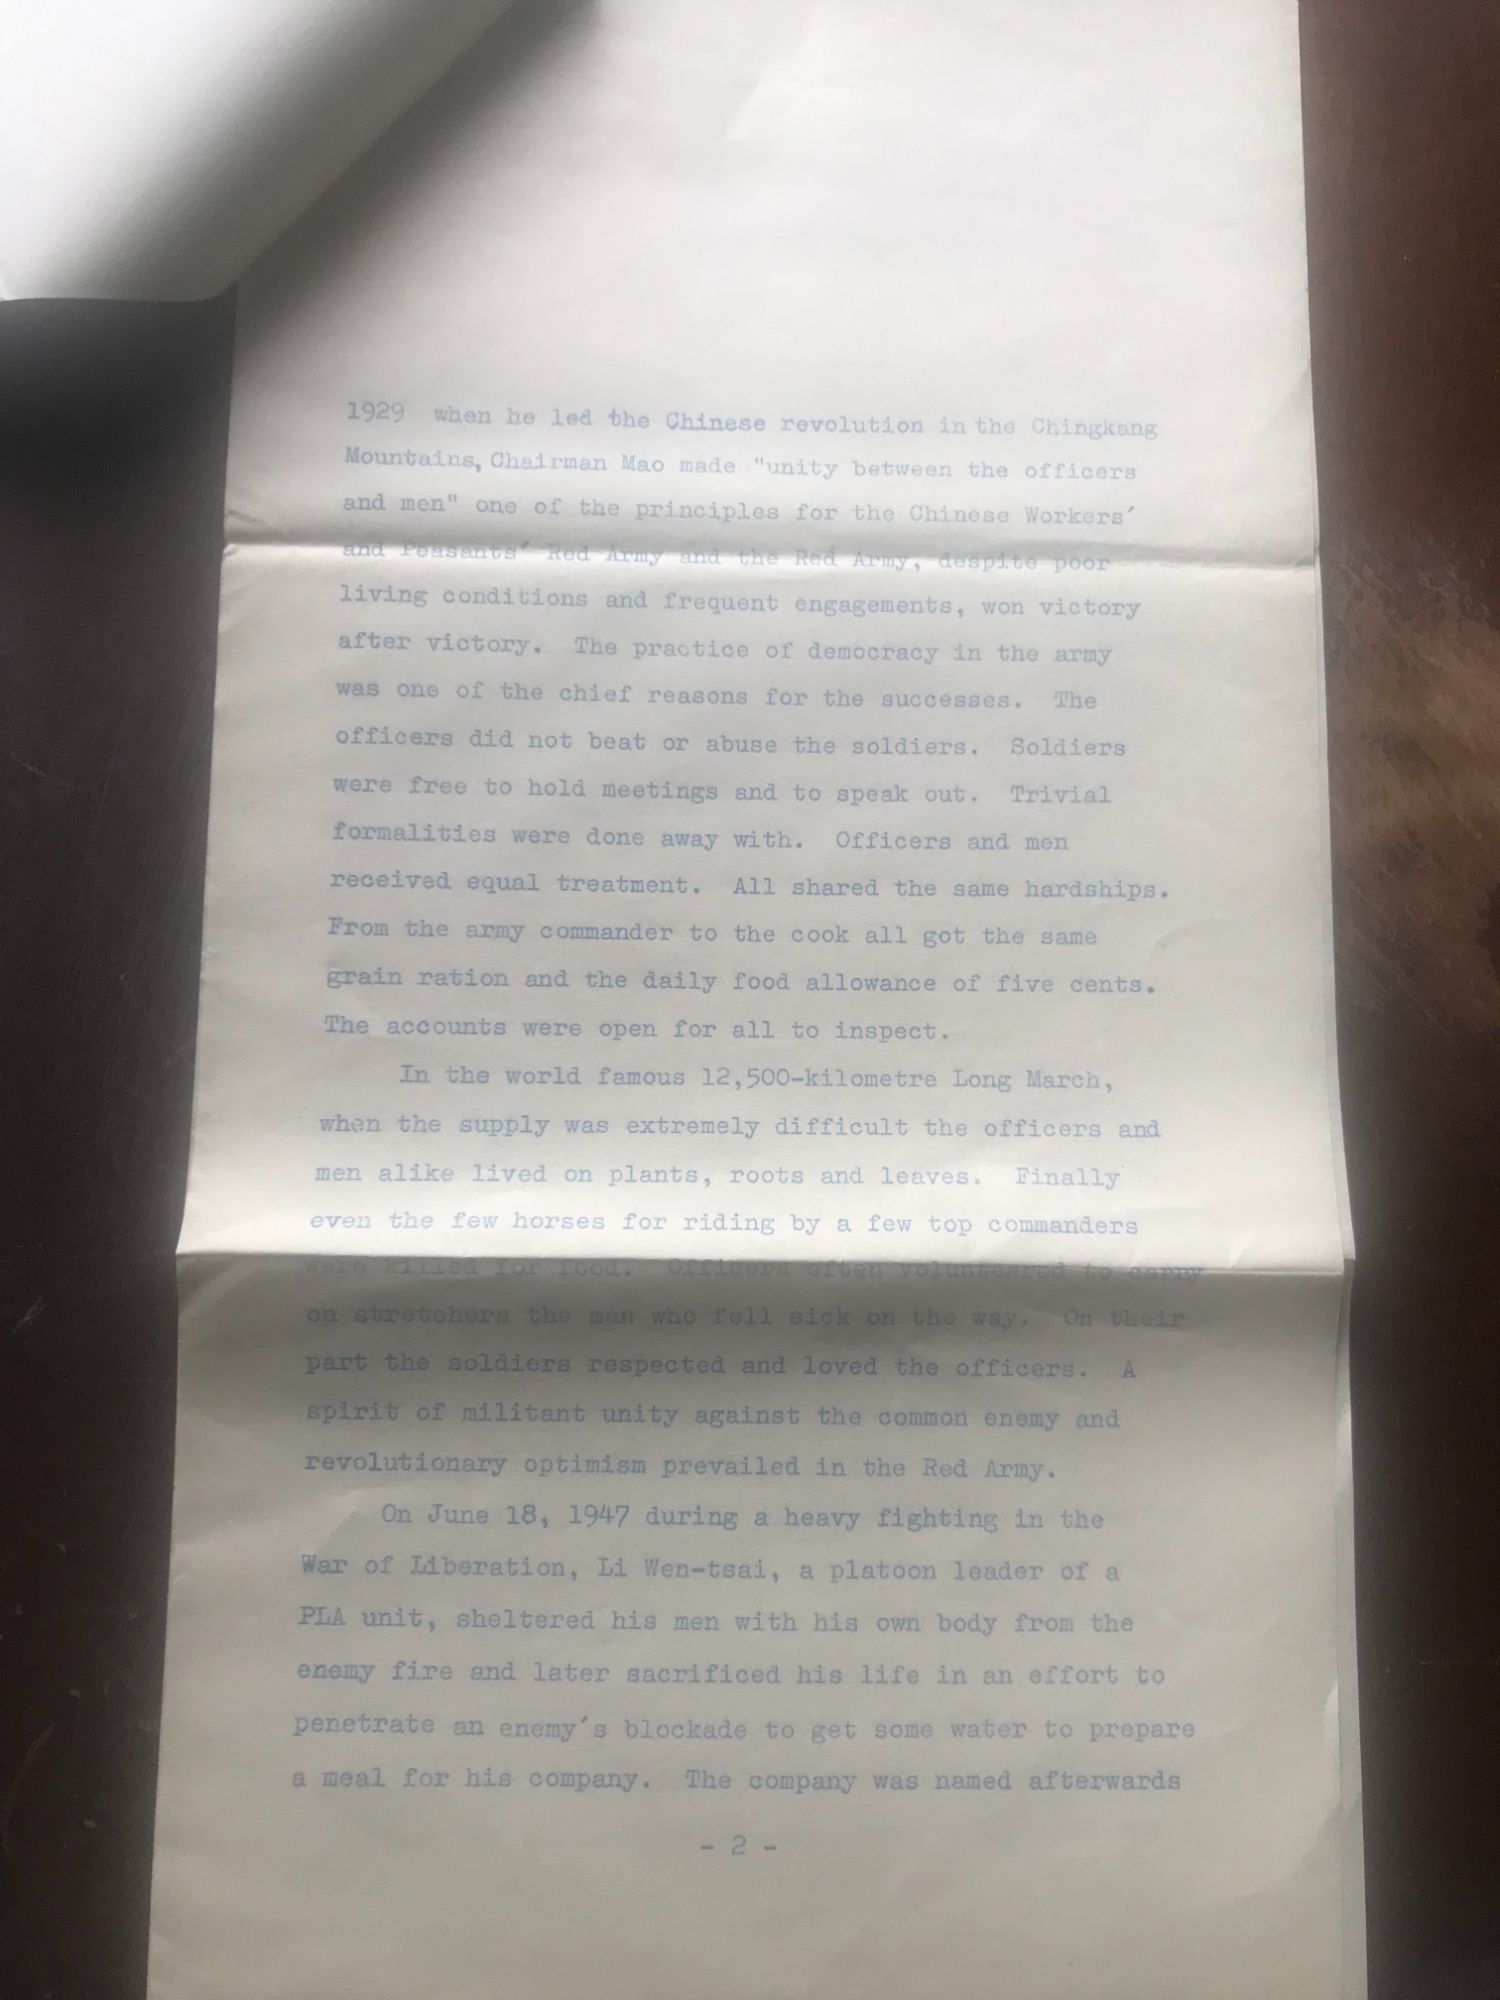 1929 when he led the Chinese revolution in the Chingkang
Mountains, Chairman Mao made "unity between the officers
and men" one of the principles for the Chinese Workers'
and Peasants' Red Army and the Red Army, despite poor
living conditions and frequent engagements, won victory
after victory. The practice of democracy in the army
was one of the chief reasons for the successes. The
officers did not beat or abuse the soldiers. Soldiers
were free to hold meetings and to speak out. Trivial
formalities were done away with. Officers and men
received equal treatment. All shared the same hardships.
From the army commander to the cook all got the same
grain ration and the daily food allowance of five cents.
The accounts were open for all to inspect.
In the world famous 12,500-kilometre Long March,
when the supply was extremely difficult the officers and
men alike lived on plants, roots and leaves. Finally
even the few horses for riding by a few top commanders
were killed for food. Officers often volunteered to carry
on stretchers the men who fell sick on the way. On their
part the soldiers respected and loved the officers. A
spirit of militant unity against the common enemy and
revolutionary optimism prevailed in the Red Army.
On June 18, 1947 during a heavy fighting in the
War of Liberation, Li Wen-tsai, a platoon leader of a
PLA unit, sheltered his men with his own body from the
enemy fire and later sacrificed his life in an effort to
penetrate an enemy's blockade to get some water to prepare
a meal for his company. The company was named afterwards
- 2 -